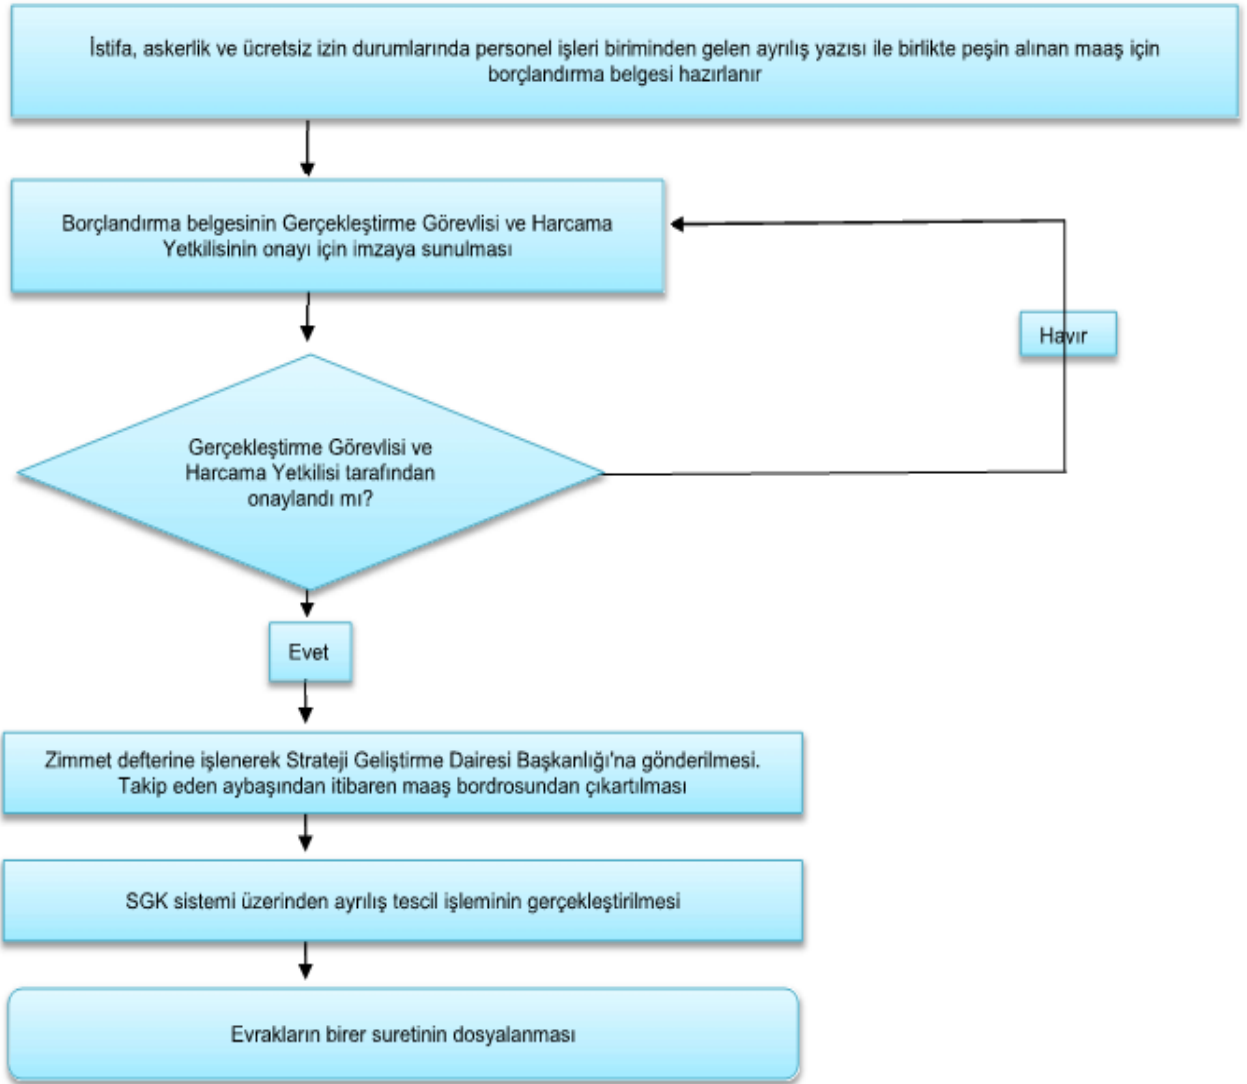 İstifa, askerlik ve ücretsiz izin durumlarında personel işleri biriminden gelen ayrılış yazısı ile birlikte peşin alınan maaş için
borçlandırma belgesi hazırlanır
Borçlandırma belgesinin Gerçekleştirme Görevlisi ve Harcama
Yetkilisinin onayı için imzaya sunulması
Hayır
Gerçekleştirme Görevlisi ve
Harcama Yetkilisi tarafından
onaylandı mı?
Evet
Zimmet defterine işlenerek Strateji Geliştirme Dairesi Başkanlığı'na gönderilmesi.
Takip eden aybaşından itibaren maaş bordrosundan çıkartılması
SGK sistemi üzerinden ayrılış tescil işleminin gerçekleştirilmesi
Evrakların birer suretinin dosyalanması